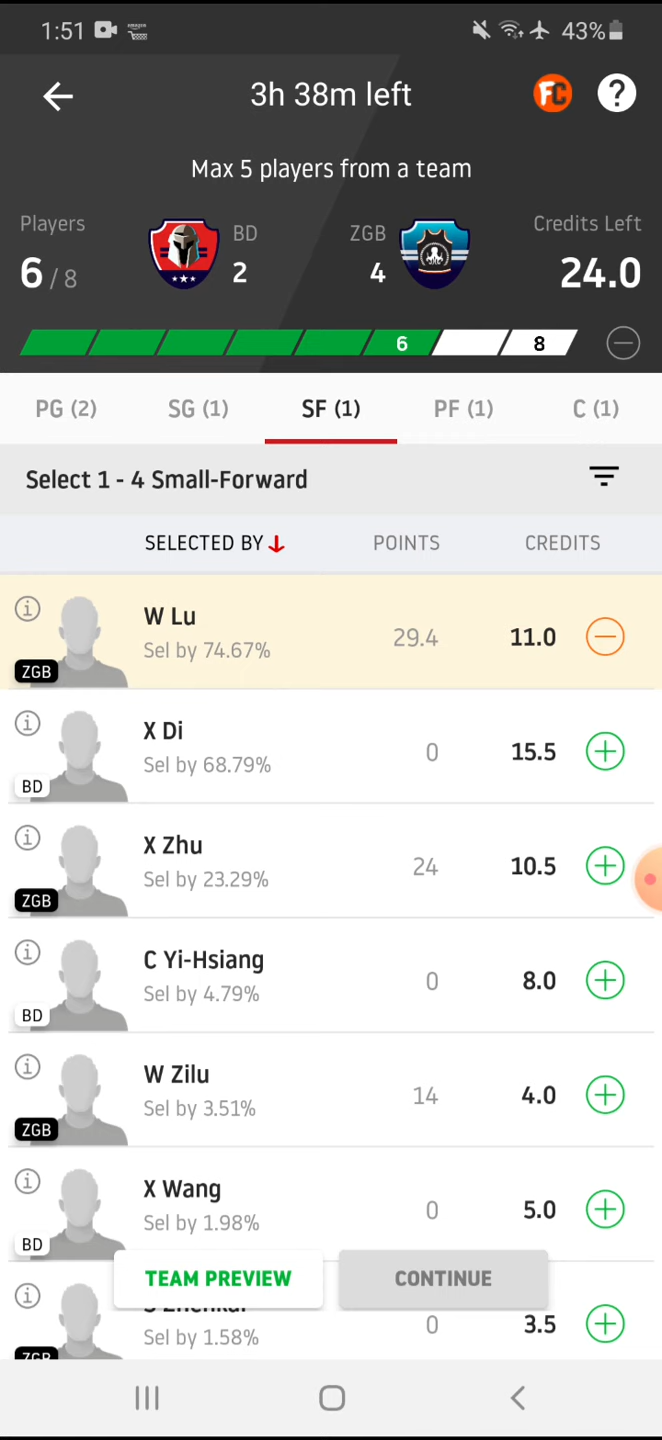 1:51 43%
3h 38m left
FC
?
Max 5 players from a team
Players BD ZGB Credits Left
6 / 8 2 4 24.0
6 8
PG (2) SG (1) SF (1) PF (1) C (1)
Select 1 - 4 Small-Forward
SELECTED BY POINTS CREDITS
W Lu
Sel by 74.67% 29.4 11.0
ZGB
X Di
Sel by 68.79% 0 15.5
BD
X Zhu
Sel by 23.29% 24 10.5
ZGB
C Yi-Hsiang
Sel by 4.79% 0 8.0
BD
W Zilu
Sel by 3.51% 14 4.0
ZGB
X Wang
Sel by 1.98% 0 5.0
BD
TEAM PREVIEW CONTINUE
Sel by 1.58% 0 3.5
ZGB